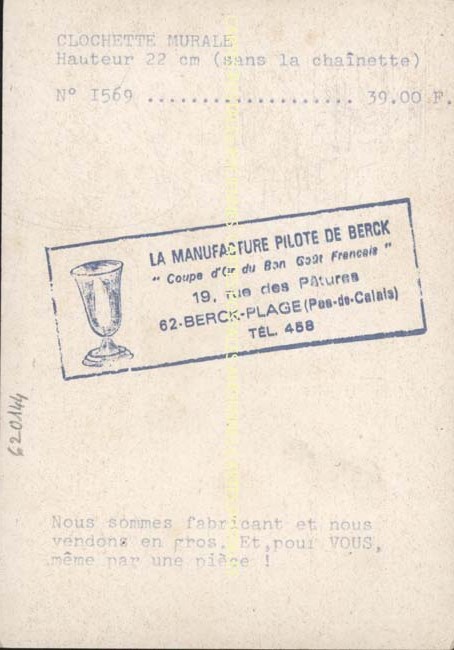 CLOCHETTE MURALE
Hauteur 22 cm (sans la chaînette)
N° I569 .................... 39.00 F.
LA MANUFACTURE PILOTE DE BERCK
" Coupe d'Or du Bon Goût Français "
19, rue des Pâtures
62-BERCK-PLAGE (Pas-de-Calais)
TÉL. 458
620144
Nous sommes fabricant et nous
vendons en gros. Et,pour VOUS,
même par une pièce !